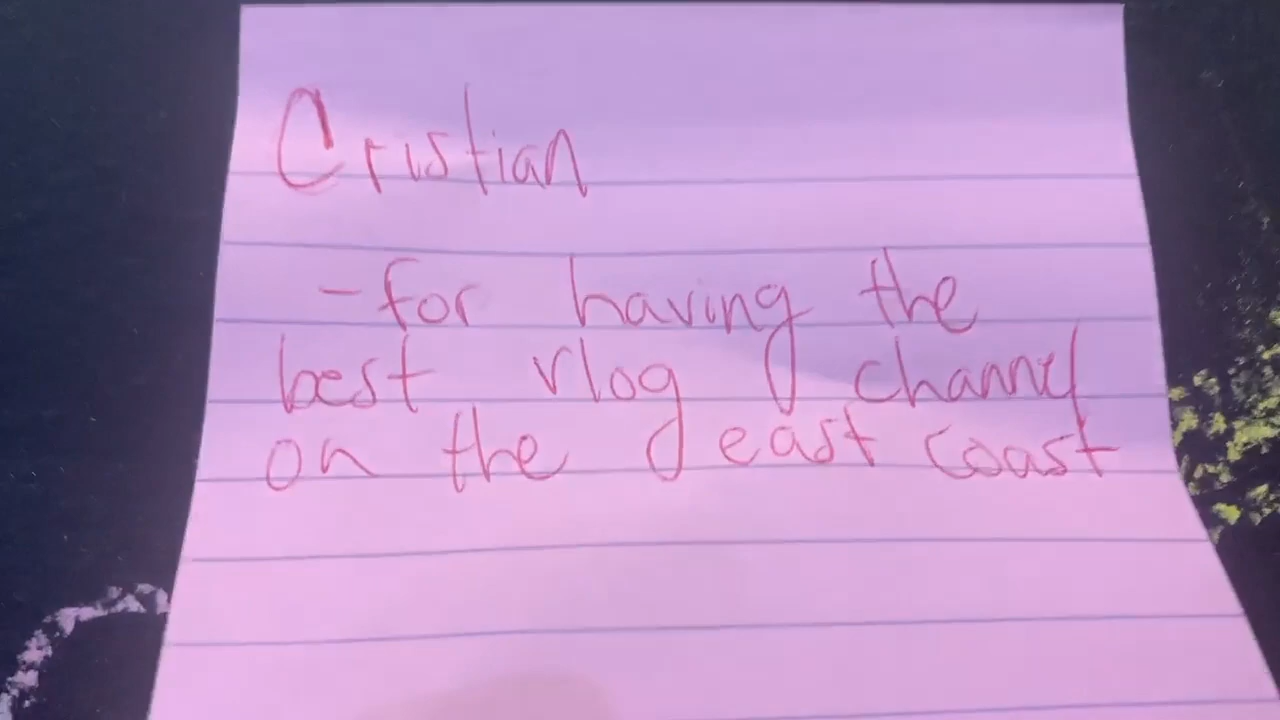 Cristian
-for having the
best vlog channel
on the east coast